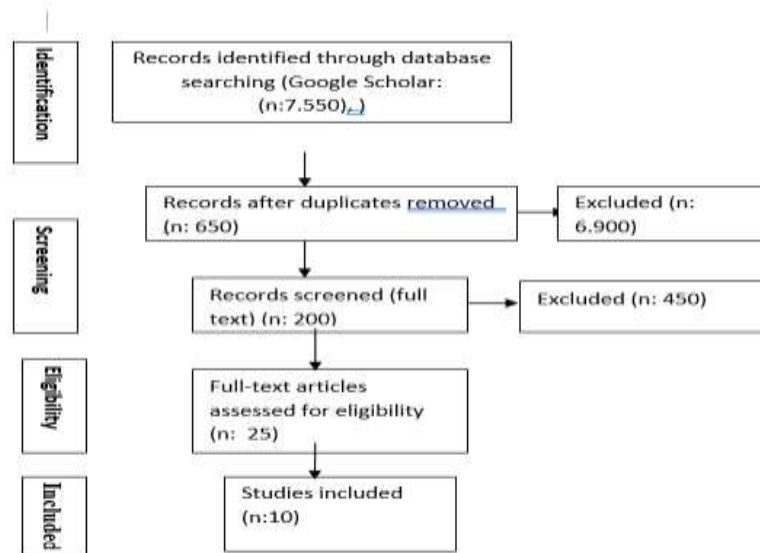 Identification
Records identified through database
searching (Google Scholar:
(n:7.550), )
Records after duplicates removed
(n: 650)
Excluded (n:
6.900)
Screening
Records screened (full
text) (n: 200)
Excluded (n: 450)
Eligibility
Full-text articles
assessed for eligibility
(n: 25)
Included
Studies included
(n:10)